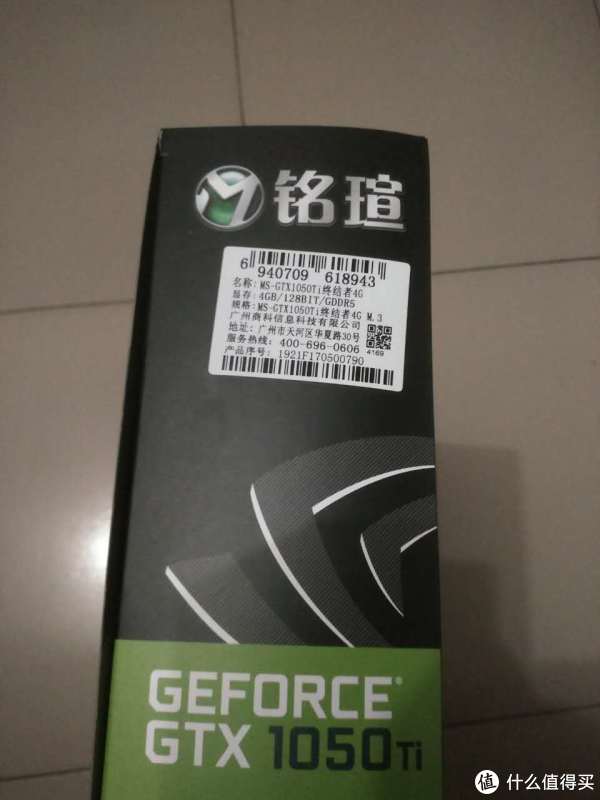 铭瑄
6 940709 618943
名称: MS-GTX1050Ti终结者4G
显存: 4GB/128BIT/GDDR5
规格: MS-GTX1050Ti终结者4G M.3
广州商科信息科技有限公司
地址: 广州市天河区华夏路30号
服务热线: 400-696-0606
4169
产品序号: 1921F170500790
GEFORCE®
GTX 1050 Ti
值 什么值得买